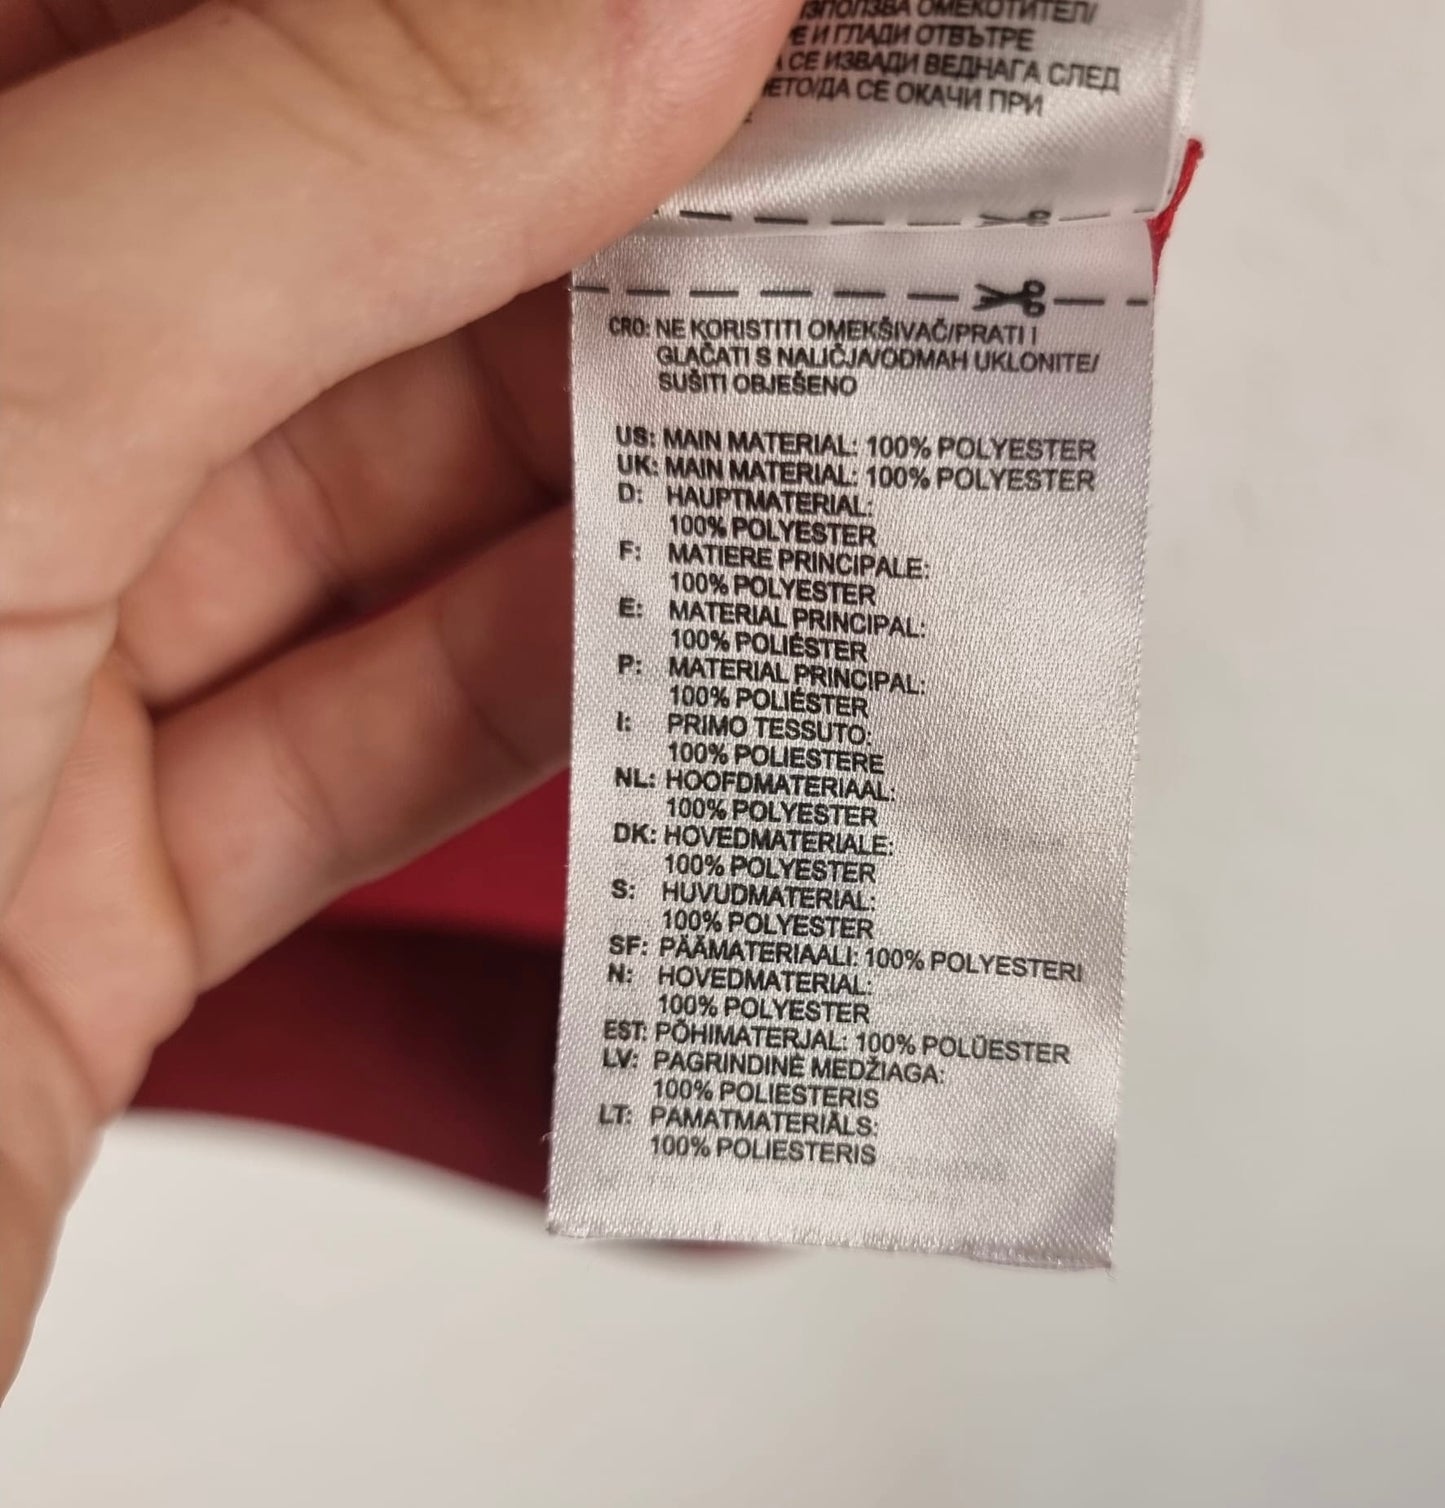 ОМЕКОТИТЕЛ/
Е И ГЛАДИ ОТВЪТРЕ
СЕ ИЗВАДИ ВЕДНАГА СЛЕД
ДА СЕ ОКАЧИ ПРИ
CRO: NE KORISTITI OMEKŠIVAČ/PRATI I
GLAČATI S NALIČJA/ODMAH UKLONITE/
SUŠITI OBJEŠENO
US: MAIN MATERIAL: 100% POLYESTER
UK: MAIN MATERIAL: 100% POLYESTER
D: HAUPTMATERIAL:
100% POLYESTER
F: MATIERE PRINCIPALE:
100% POLYESTER
E: MATERIAL PRINCIPAL:
100% POLIÉSTER
P: MATERIAL PRINCIPAL:
100% POLIÉSTER
I: PRIMO TESSUTO:
100% POLIESTERE
NL: HOOFDMATERIAAL:
100% POLYESTER
DK: HOVEDMATERIALE:
100% POLYESTER
S: HUVUDMATERIAL:
100% POLYESTER
SF: PÄÄMATERIAALI: 100% POLYESTERI
N: HOVEDMATERIAL:
100% POLYESTER
EST: PÕHIMATERJAL: 100% POLÜESTER
LV: PAGRINDINĖ MEDŽIAGA:
100% POLIESTERIS
LT: PAMATMATERIĀLS:
100% POLIESTERIS